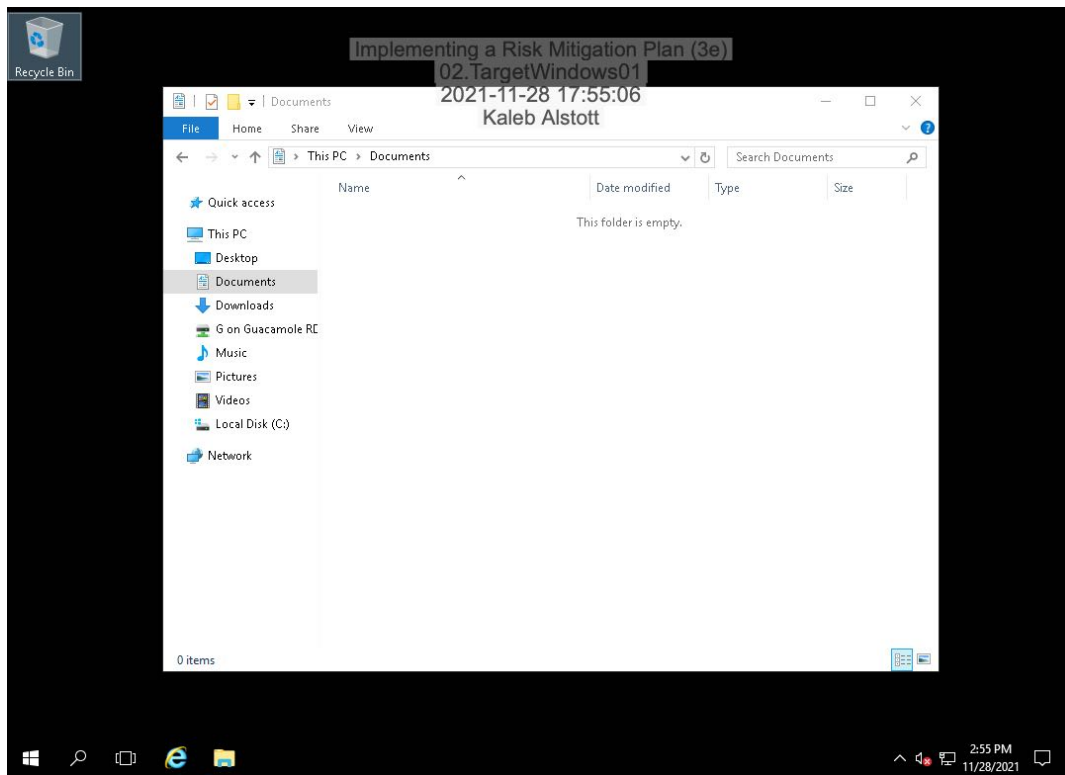 Recycle Bin
Implementing a Risk Mitigation Plan (3e)
02.TargetWindows01
2021-11-28 17:55:06
Kaleb Alstott
Documents
File Home Share View
This PC > Documents
Search Documents
Name Date modified Type Size
This folder is empty.
Quick access
This PC
Desktop
Documents
Downloads
G on Guacamole RD
Music
Pictures
Videos
Local Disk (C:)
Network
0 items
2:55 PM
11/28/2021